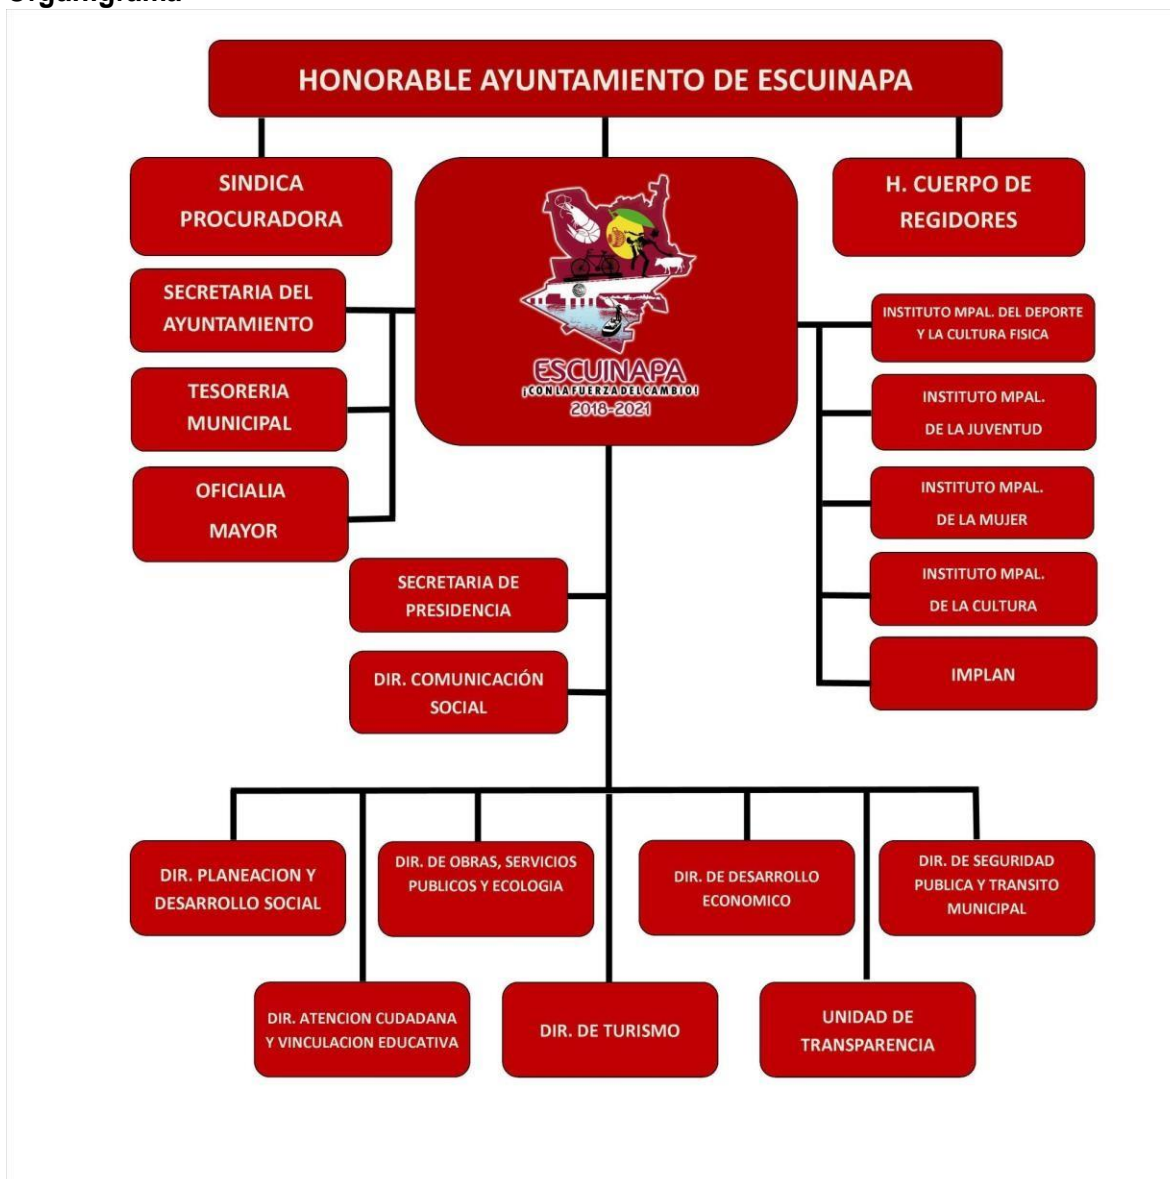 Organigrama
HONORABLE AYUNTAMIENTO DE ESCUINAPA
SINDICA
PROCURADORA
ESCUINAPA
¡CON LA FUERZA DEL CAMBIO!
2018-2021
H. CUERPO DE
REGIDORES
SECRETARIA DEL
AYUNTAMIENTO
TESORERIA
MUNICIPAL
OFICIALIA
MAYOR
INSTITUTO MPAL. DEL DEPORTE
Y LA CULTURA FISICA
INSTITUTO MPAL.
DE LA JUVENTUD
INSTITUTO MPAL.
DE LA MUJER
INSTITUTO MPAL.
DE LA CULTURA
IMPLAN
SECRETARIA DE
PRESIDENCIA
DIR. COMUNICACIÓN
SOCIAL
DIR. PLANEACION Y
DESARROLLO SOCIAL
DIR. DE OBRAS, SERVICIOS
PUBLICOS Y ECOLOGIA
DIR. DE DESARROLLO
ECONOMICO
DIR. DE SEGURIDAD
PUBLICA Y TRANSITO
MUNICIPAL
DIR. ATENCION CUDADANA
Y VINCULACION EDUCATIVA
DIR. DE TURISMO
UNIDAD DE
TRANSPARENCIA